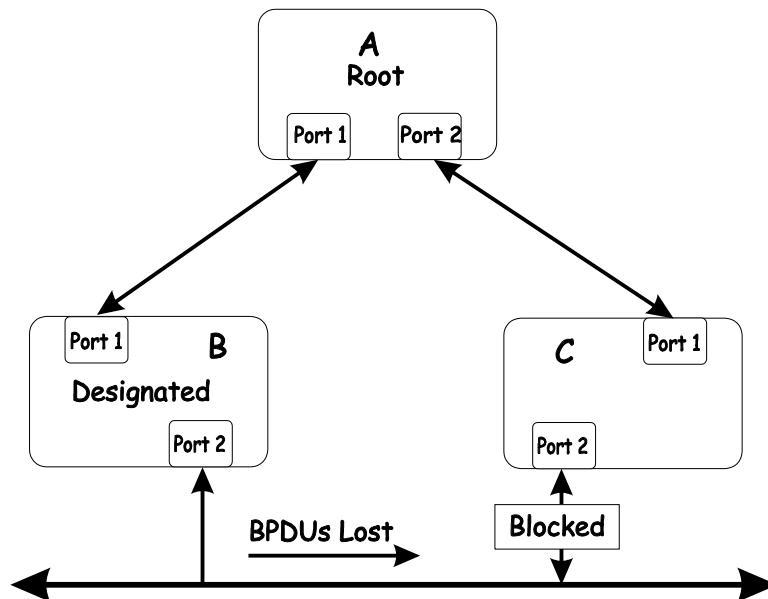 A
Root
Port 1
Port 2
Port 1
B
Designated
Port 2
C
Port 1
Port 2
Blocked
BPDUs Lost